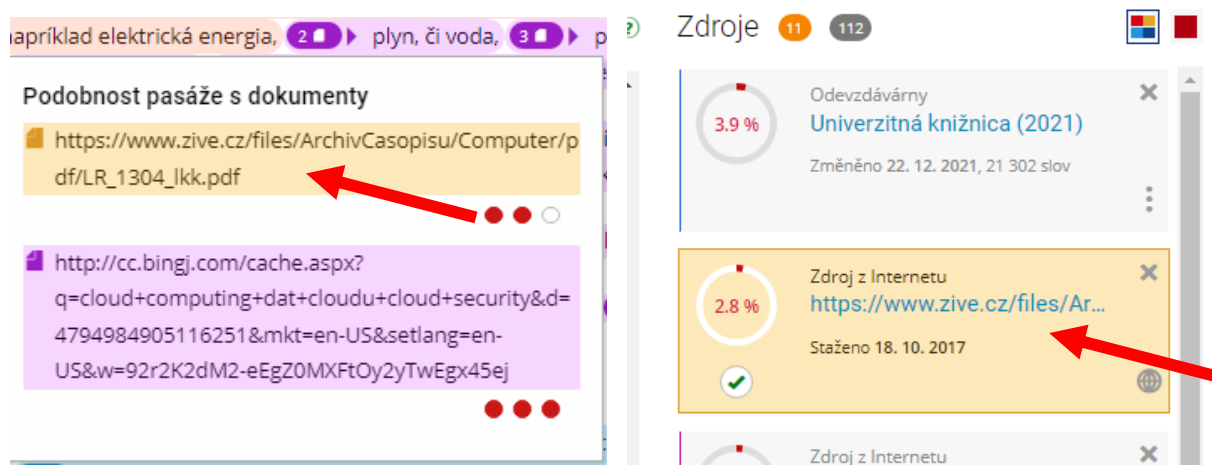 apríklad elektrická energia, 2 plyn, či voda, 3 p
Podobnost pasáže s dokumenty
https://www.zive.cz/files/ArchivCasopisu/Computer/p
df/LR_1304_lkk.pdf
http://cc.bingj.com/cache.aspx?
q=cloud+computing+dat+cloudu+cloud+security&d=
4794984905116251&mkt=en-US&setlang=en-
US&w=92r2K2dM2-eEgZ0MXFtOy2yTwEgx45ej
Zdroje 11 112
3.9 %
Odevzdávárny
Univerzitná knižnica (2021)
Změněno 22. 12. 2021, 21 302 slov
2.8 %
Zdroj z Internetu
https://www.zive.cz/files/Ar...
Staženo 18. 10. 2017
Zdroj z Internetu